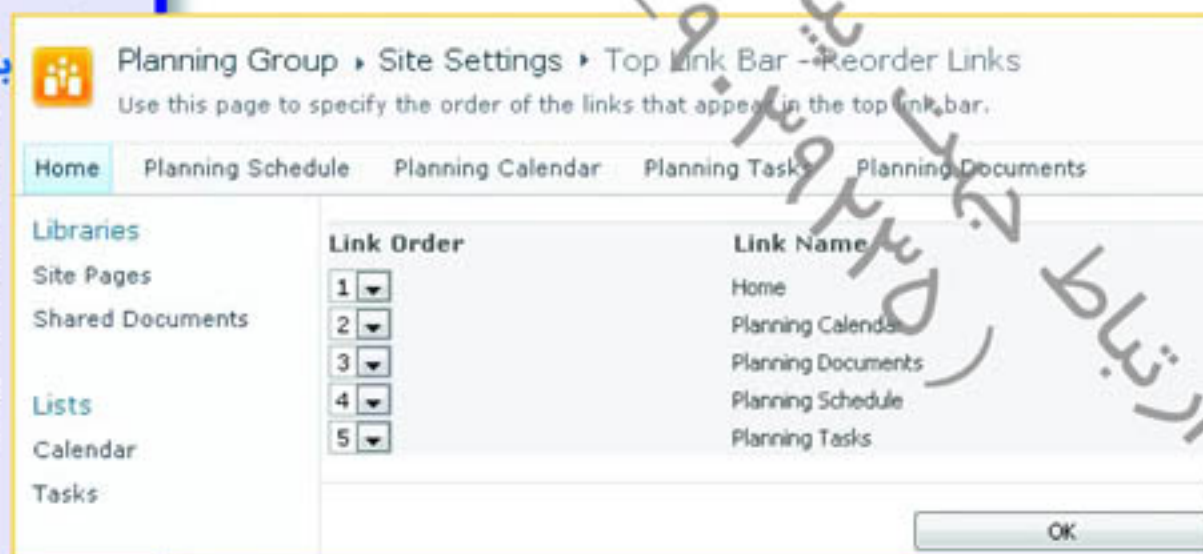 Planning Group ▸ Site Settings ▸ Top Link Bar - Reorder Links
Use this page to specify the order of the links that appear in the top link bar.
Home Planning Schedule Planning Calendar Planning Tasks Planning Documents
Libraries
Site Pages
Shared Documents
Lists
Calendar
Tasks
Link Order Link Name
1 Home
2 Planning Calendar
3 Planning Documents
4 Planning Schedule
5 Planning Tasks
OK
ارتباط جهت